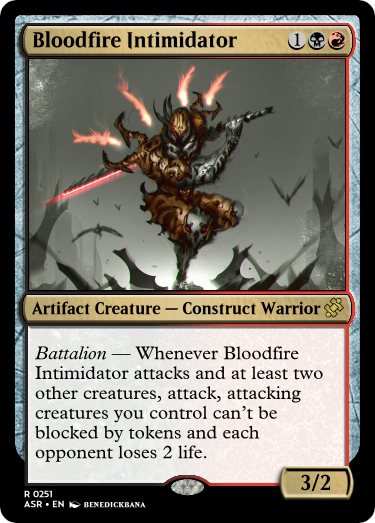 Bloodfire Intimidator
1
Artifact Creature — Construct Warrior
Battalion — Whenever Bloodfire
Intimidator attacks and at least two
other creatures, attack, attacking
creatures you control can't be
blocked by tokens and each
opponent loses 2 life.
3/2
R 0251
ASR • EN BENEDICKBANA